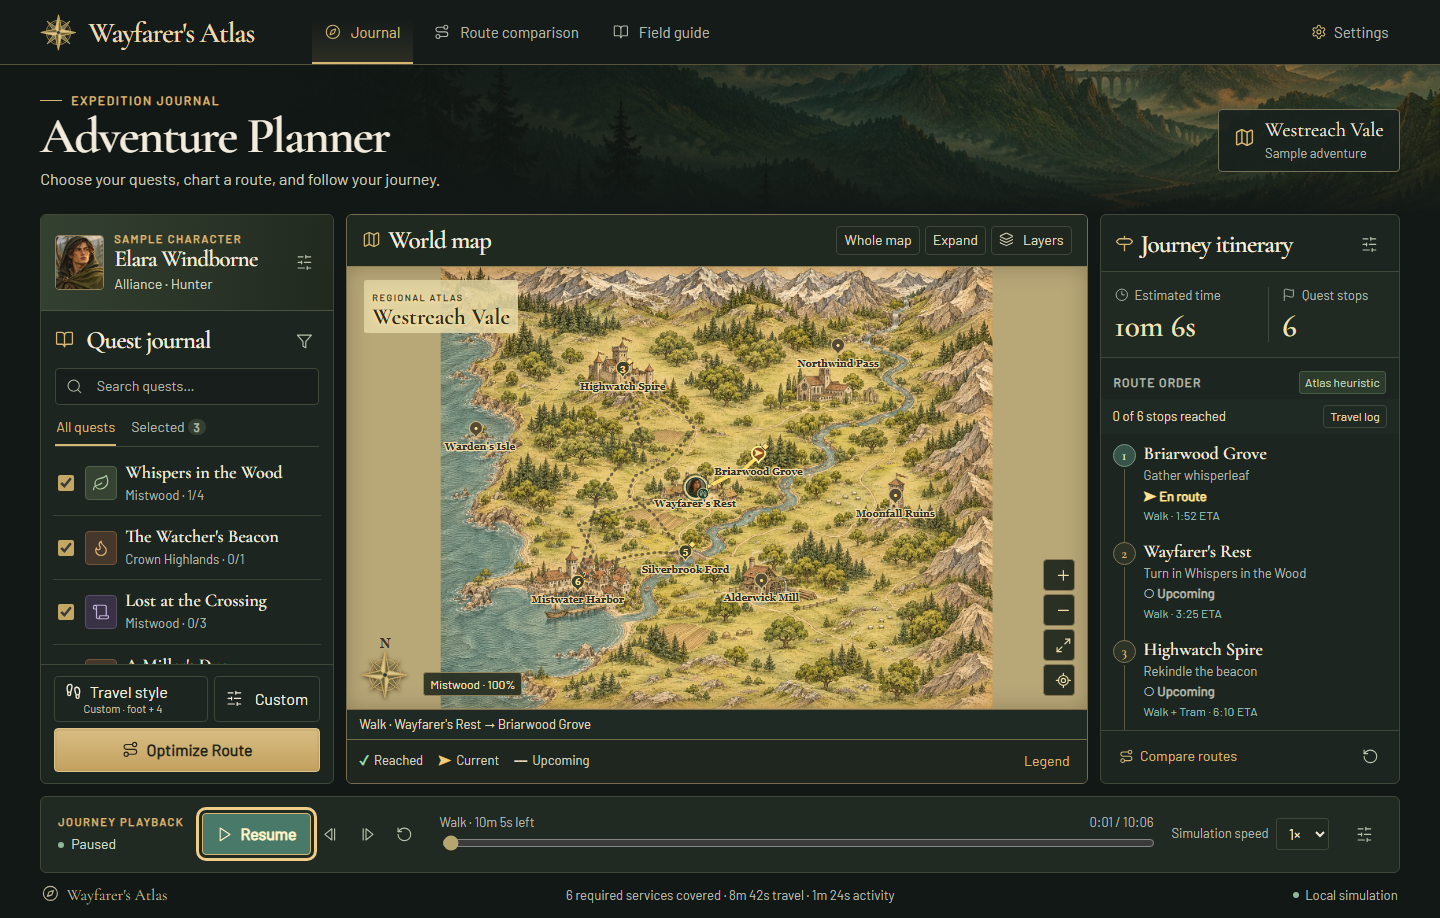 Wayfarer's Atlas
Journal
Route comparison
Field guide
Settings
EXPEDITION JOURNAL
Adventure Planner
Choose your quests, chart a route, and follow your journey.
Westreach Vale
Sample adventure
SAMPLE CHARACTER
Elara Windborne
Alliance · Hunter
Quest journal
Search quests...
All quests
Selected 3
Whispers in the Wood
Mistwood · 1/4
The Watcher's Beacon
Crown Highlands · 0/1
Lost at the Crossing
Mistwood · 0/3
Travel style
Custom · foot + 4
Custom
Optimize Route
World map
Whole map
Expand
Layers
REGIONAL ATLAS
Westreach Vale
Northwind Pass
3
Highwatch Spire
Warden's Isle
Briarwood Grove
Wayfarer's Rest
Moonfall Ruins
5
Silverbrook Ford
6
Mistwater Harbor
Alderwick Mill
N
Mistwood · 100%
+
−
Walk · Wayfarer's Rest → Briarwood Grove
Reached
Current
Upcoming
Legend
Journey itinerary
Estimated time
10m 6s
Quest stops
6
ROUTE ORDER
Atlas heuristic
0 of 6 stops reached
Travel log
1
Briarwood Grove
Gather whisperleaf
En route
Walk · 1:52 ETA
2
Wayfarer's Rest
Turn in Whispers in the Wood
Upcoming
Walk · 3:25 ETA
3
Highwatch Spire
Rekindle the beacon
Upcoming
Walk + Tram · 6:10 ETA
Compare routes
JOURNEY PLAYBACK
Paused
Resume
Walk · 10m 5s left
0:01 / 10:06
Simulation speed
1×
Wayfarer's Atlas
6 required services covered · 8m 42s travel · 1m 24s activity
Local simulation